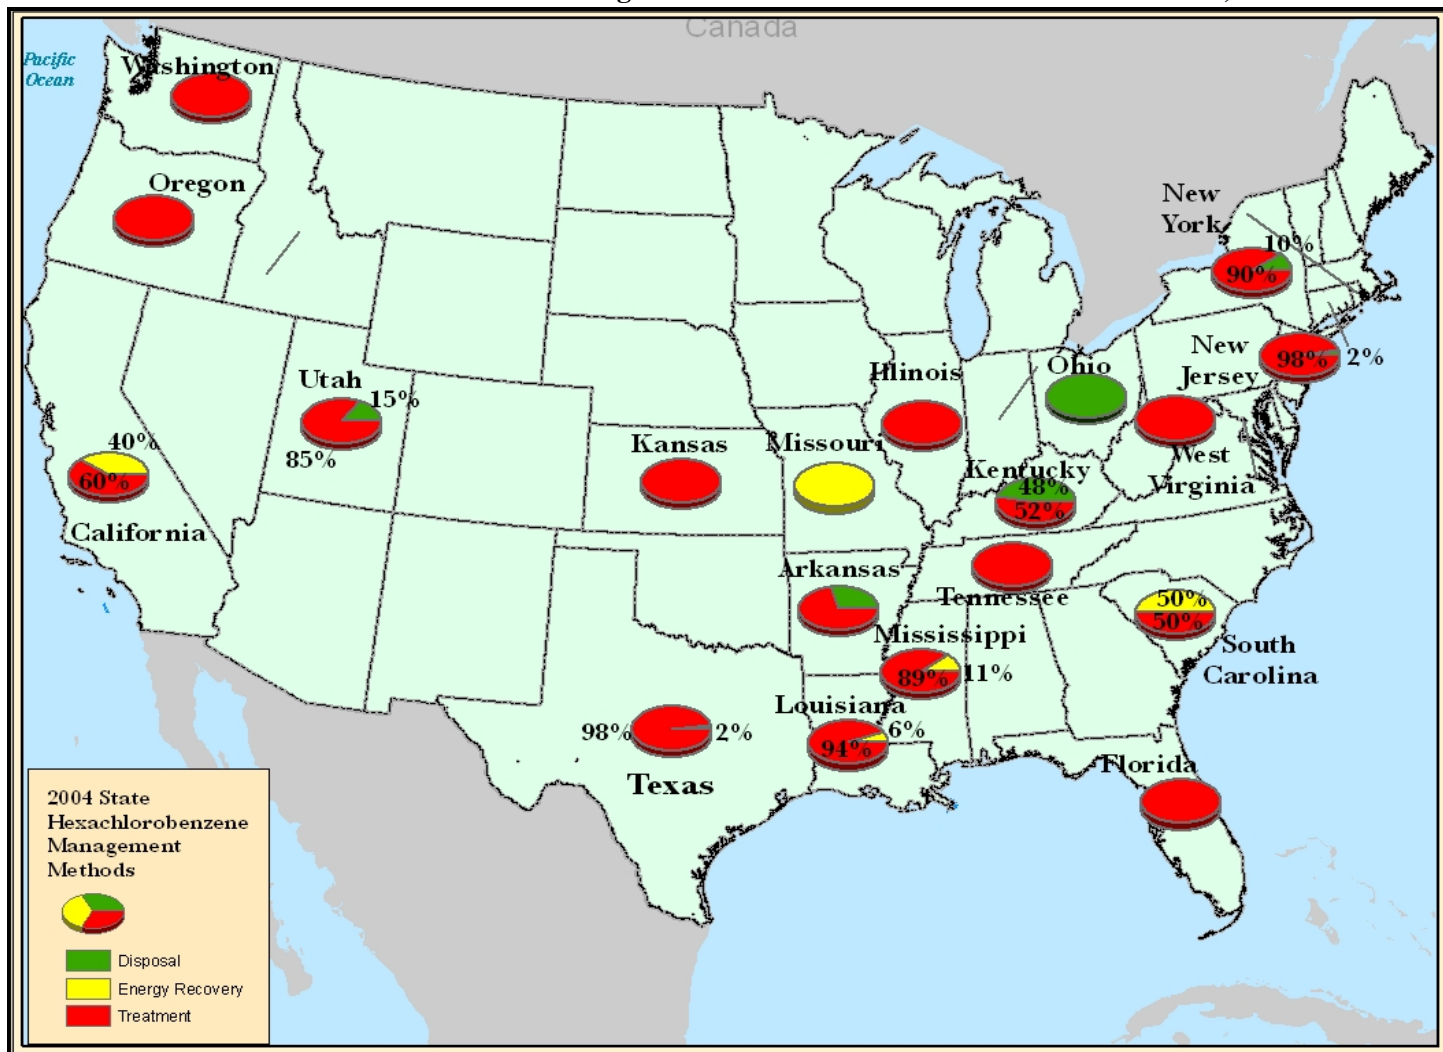 Canada
Pacific
Ocean
Washington
Oregon
New
York
10%
90%
New
Jersey
98%
2%
Utah
15%
85%
Illinois
Ohio
40%
60%
California
Kansas
Missouri
Kentucky
48%
52%
West
Virginia
Arkansas
Tennessee
50%
50%
South
Carolina
Mississippi
89%
11%
Louisiana
94%
6%
98%
2%
Texas
Florida
2004 State
Hexachlorobenzene
Management
Methods
Disposal
Energy Recovery
Treatment